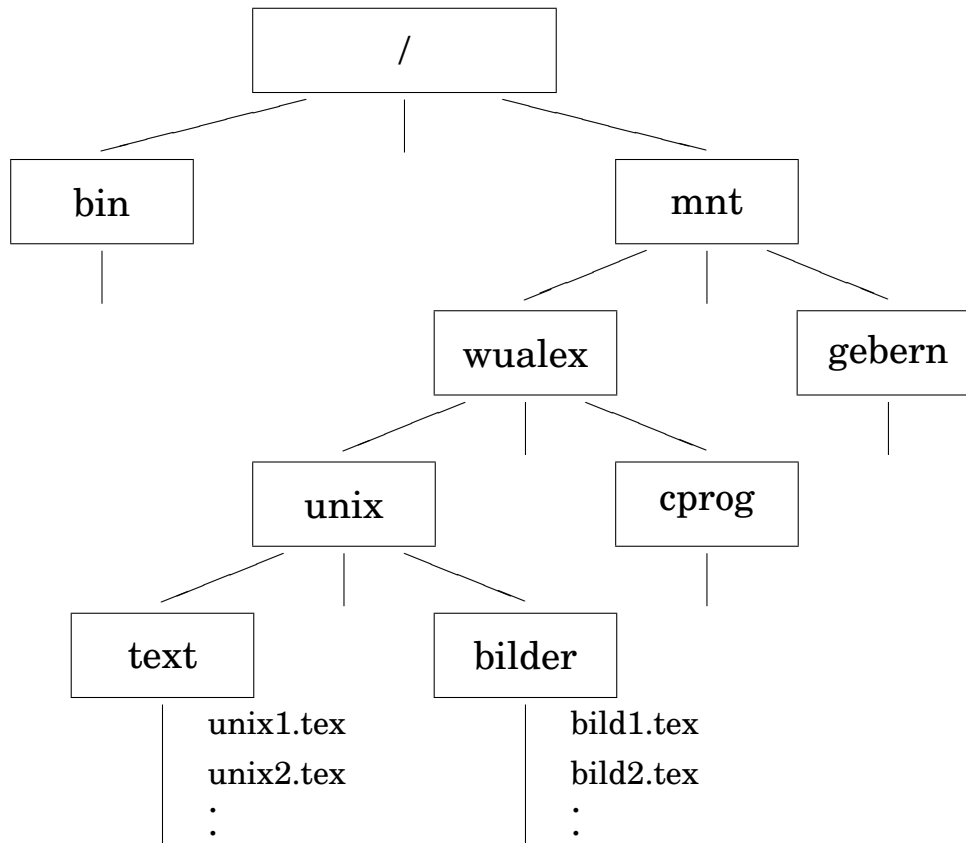 /
bin
mnt
wualex
gebern
unix
cprog
text
bilder
unix1.tex
bild1.tex
unix2.tex
bild2.tex
:
: